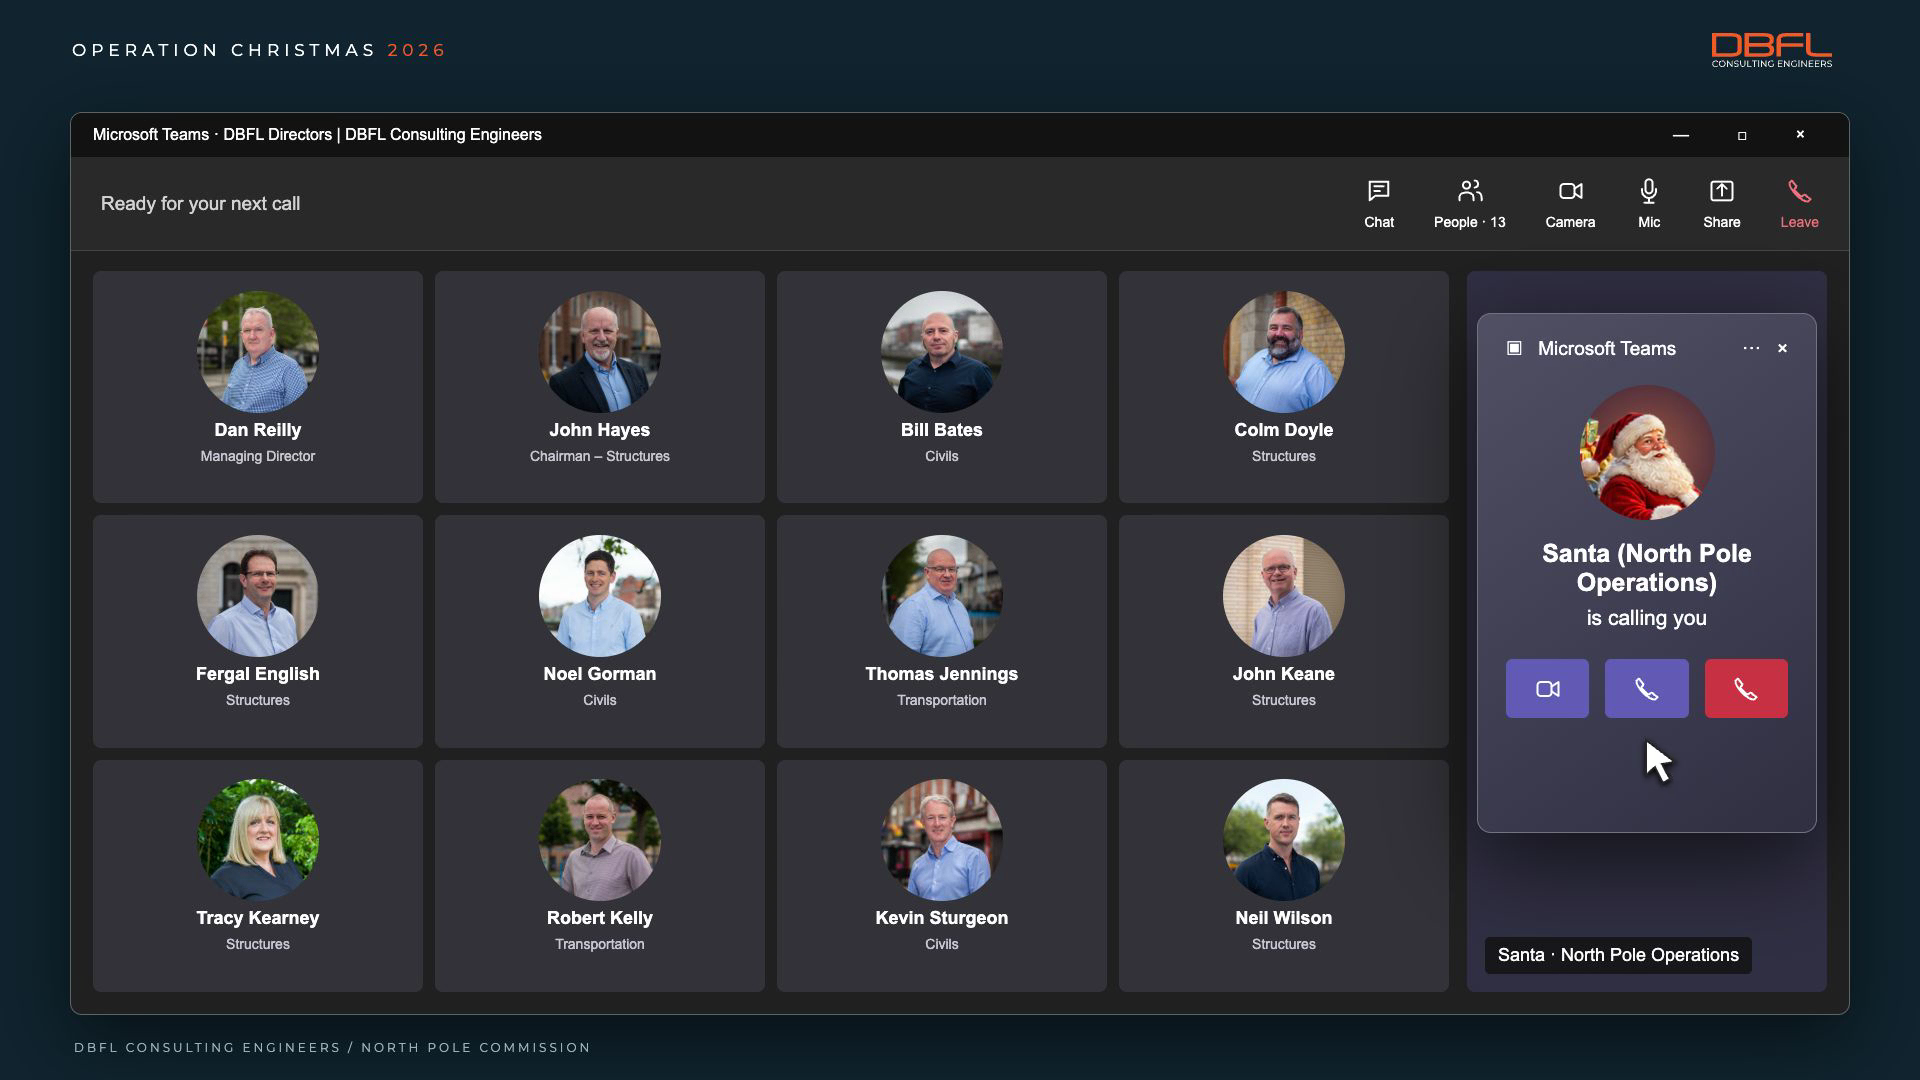 OPERATION CHRISTMAS 2026
DBFL
CONSULTING ENGINEERS
Microsoft Teams · DBFL Directors | DBFL Consulting Engineers
Ready for your next call
Chat
People · 13
Camera
Mic
Share
Leave
Dan Reilly
Managing Director
John Hayes
Chairman – Structures
Bill Bates
Civils
Colm Doyle
Structures
Fergal English
Structures
Noel Gorman
Civils
Thomas Jennings
Transportation
John Keane
Structures
Tracy Kearney
Structures
Robert Kelly
Transportation
Kevin Sturgeon
Civils
Neil Wilson
Structures
Microsoft Teams
Santa (North Pole
Operations)
is calling you
Santa · North Pole Operations
DBFL CONSULTING ENGINEERS / NORTH POLE COMMISSION